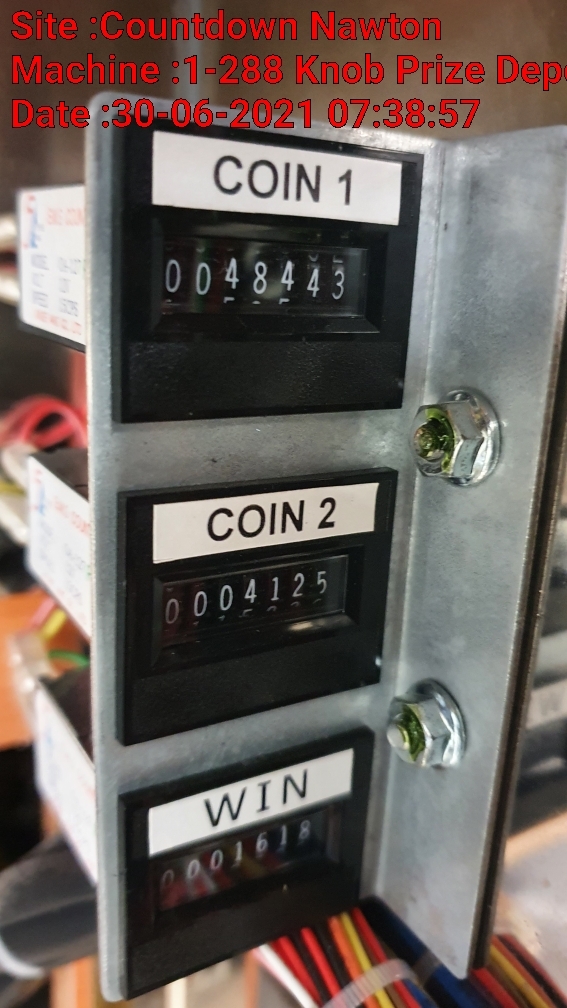 Site :Countdown Nawton
Machine :1-288 Knob Prize Depo
Date :30-06-2021 07:38:57
COIN 1
0048443
COIN 2
0004125
WIN
0001618